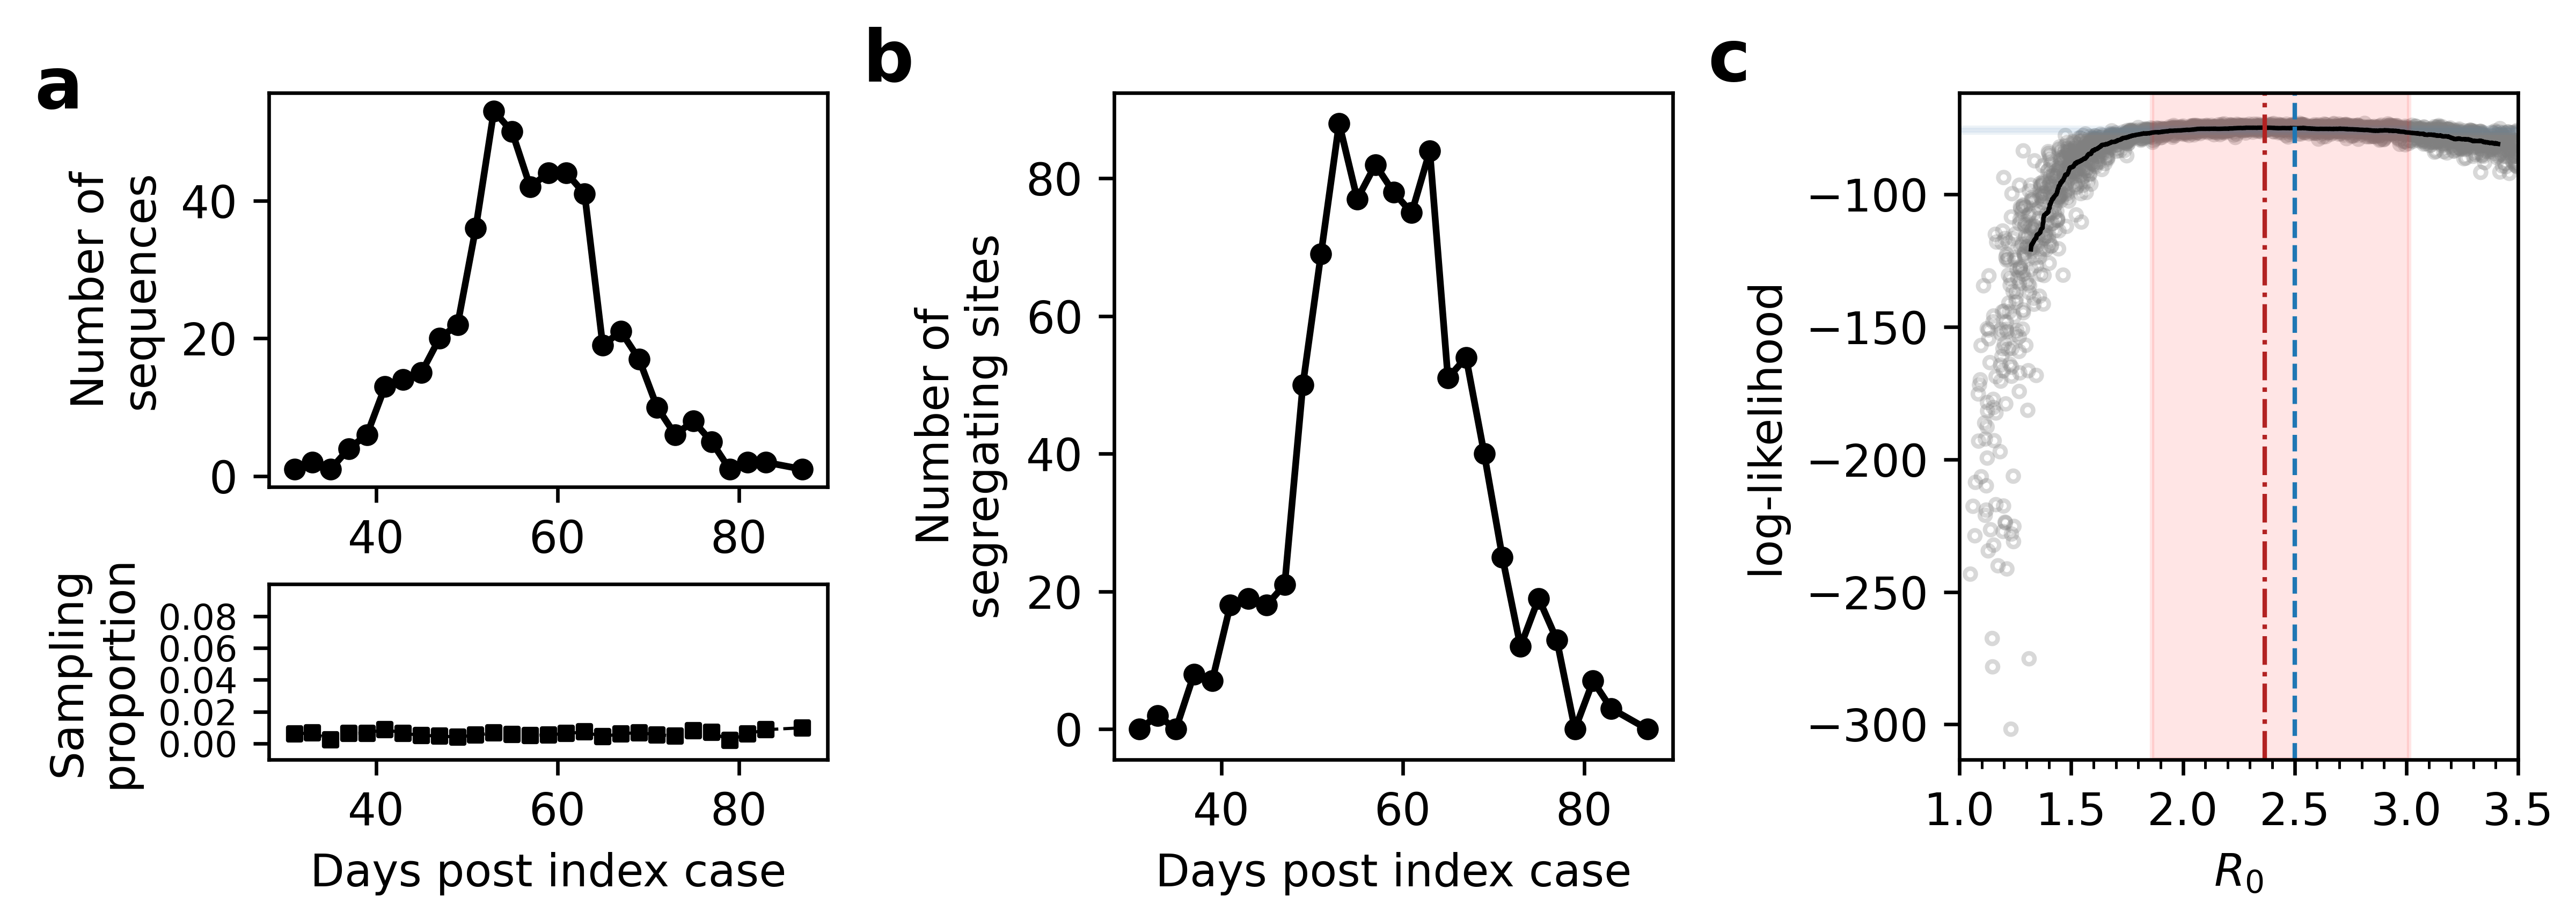 a
Number of
sequences
40
20
0
40 60 80
Sampling
proportion
0.08
0.06
0.04
0.02
0.00
40 60 80
Days post index case
b
Number of
segregating sites
80
60
40
20
0
40 60 80
Days post index case
c
log-likelihood
−100
−150
−200
−250
−300
1.0 1.5 2.0 2.5 3.0 3.5
R₀